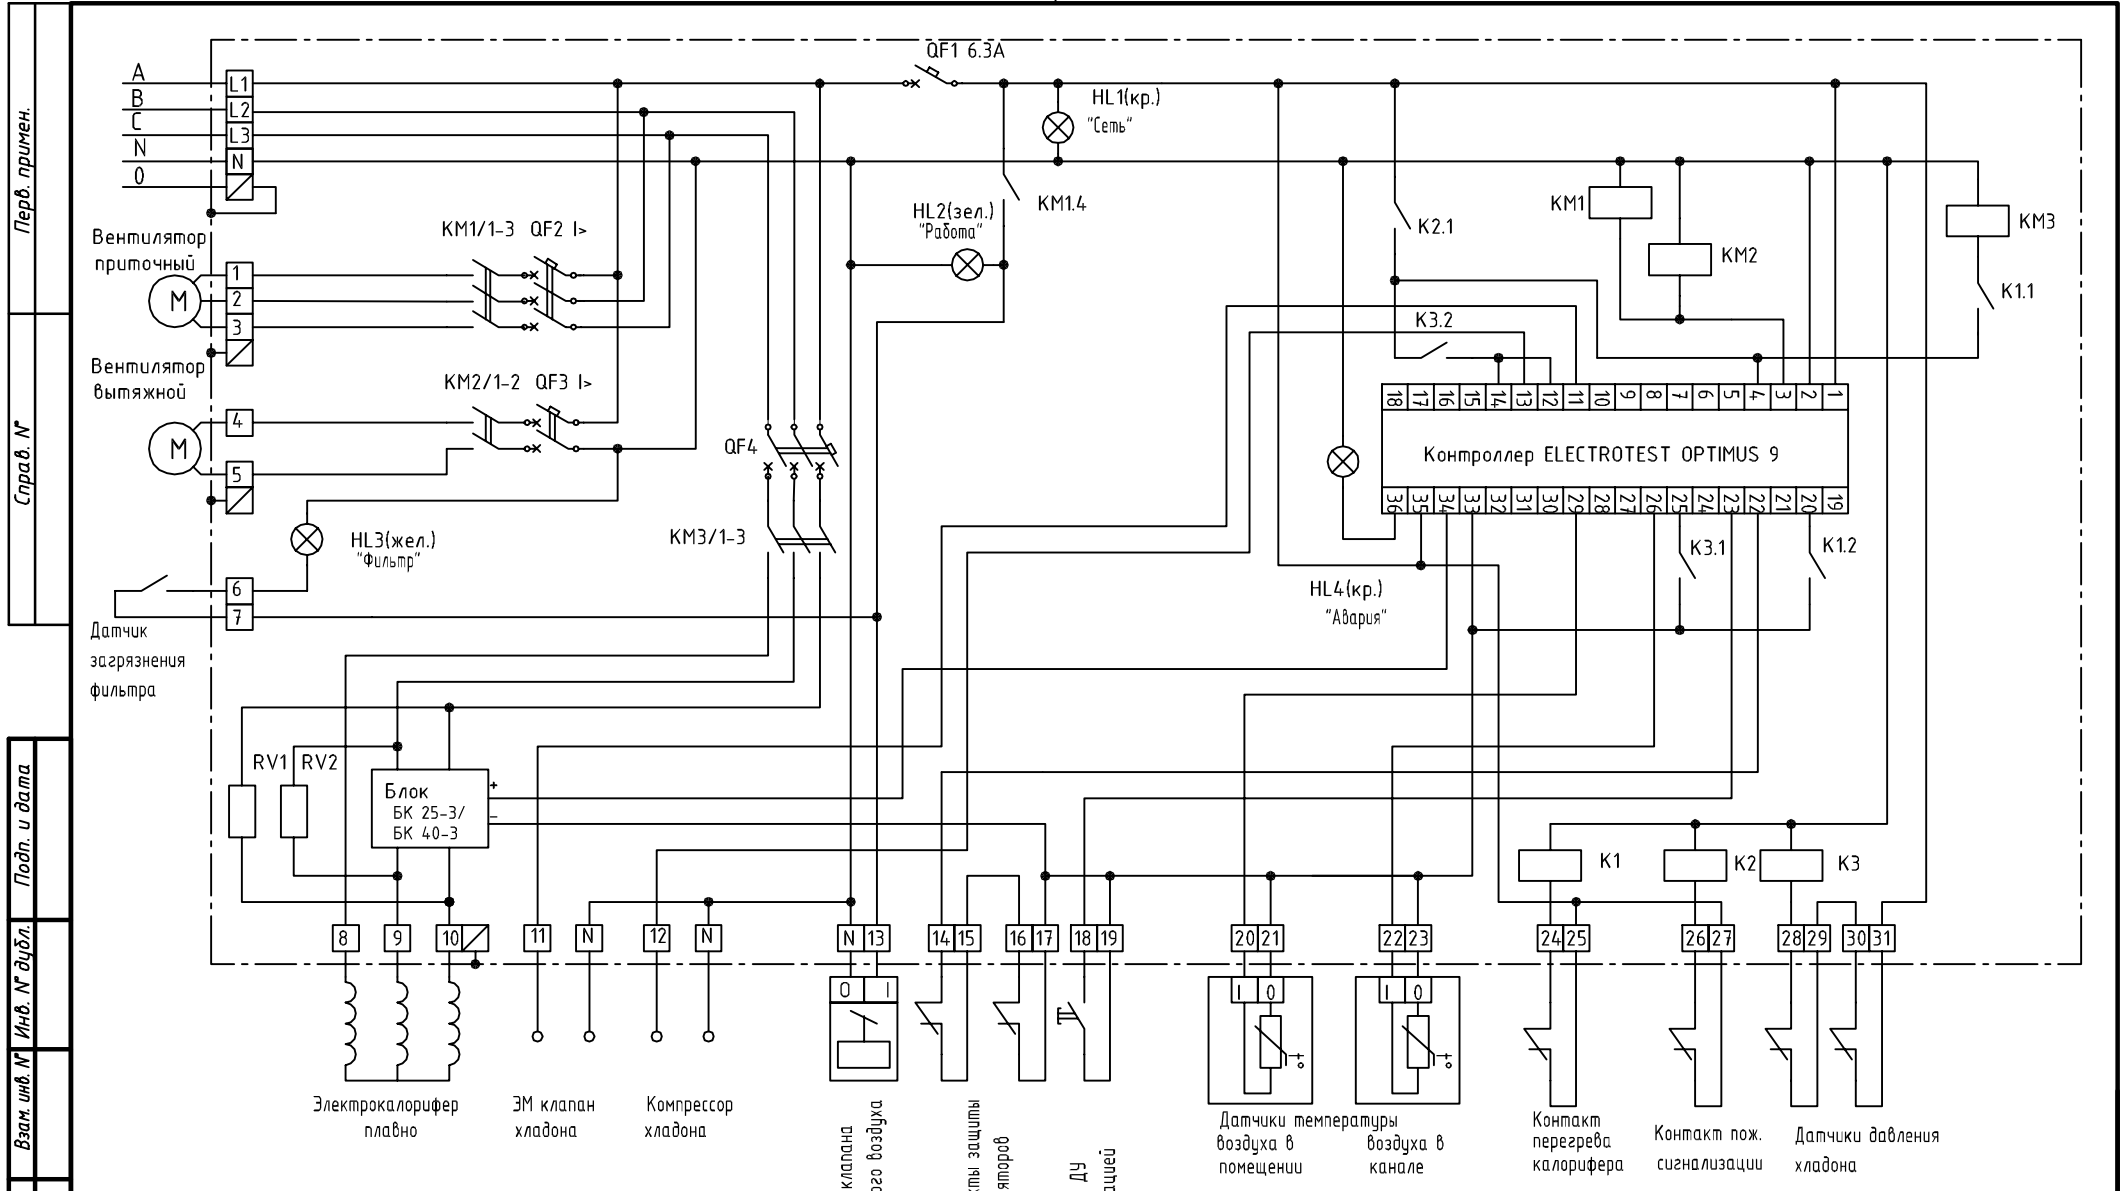 Перв. примен.
Справ. №
Подп. и дата
Инв. № дубл.
Взам. инв. №
QF1 6.3A
A
B
C
N
0
L1
L2
L3
N
HL1(кр.)
"Сеть"
KM1.4
HL2(зел.)
"Работа"
K2.1
KM1
KM2
KM3
K1.1
K3.2
Вентилятор
приточный
M
1
2
3
KM1/1-3 QF2 I>
Вентилятор
вытяжной
M
4
5
KM2/1-2 QF3 I>
QF4
KM3/1-3
HL3(жел.)
"Фильтр"
6
7
Датчик
загрязнения
фильтра
18 17 16 15 14 13 12 11 10 9 8 7 6 5 4 3 2 1
Контроллер ELECTROTEST OPTIMUS 9
36 35 34 33 32 31 30 29 28 27 26 25 24 23 22 21 20 19
K3.1
K1.2
HL4(кр.)
"Авария"
RV1 RV2
Блок
БК 25-3/
БК 40-3
+
−
K1
K2
K3
8 9 10 11 N 12 N N 13 14 15 16 17 18 19 20 21 22 23 24 25 26 27 28 29 30 31
0 I
I 0
I 0
t°
t°
Электрокалорифер
плавно
ЭМ клапан
хладона
Компрессор
хладона
клапана
воздуха
защиты
ДУ
Датчики температуры
воздуха в
помещении
воздуха в
канале
Контакт
перегрева
калорифера
Контакт пож.
сигнализации
Датчики давления
хладона